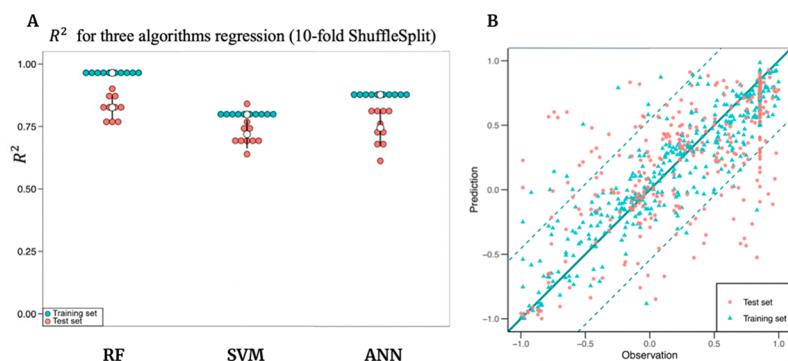 A
R² for three algorithms regression (10-fold ShuffleSplit)
1.00
0.75
0.50
0.25
0.00
R²
Training set
Test set
RF SVM ANN
B
1.0
0.5
0.0
−0.5
−1.0
Prediction
Test set
Training set
−1.0 −0.5 0.0 0.5 1.0
Observation